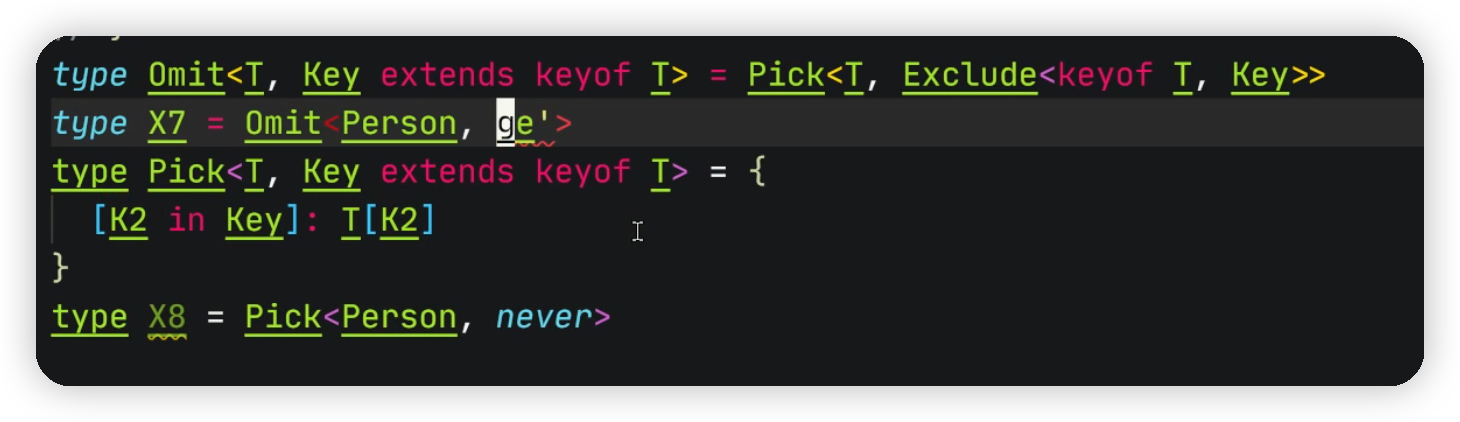 type Omit<T, Key extends keyof T> = Pick<T, Exclude<keyof T, Key>>
type X7 = Omit<Person, ge'>
type Pick<T, Key extends keyof T> = {
[K2 in Key]: T[K2]
}
type X8 = Pick<Person, never>